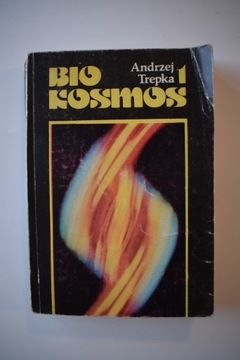 BIO
KOSMOS
Andrzej
Trepka
1